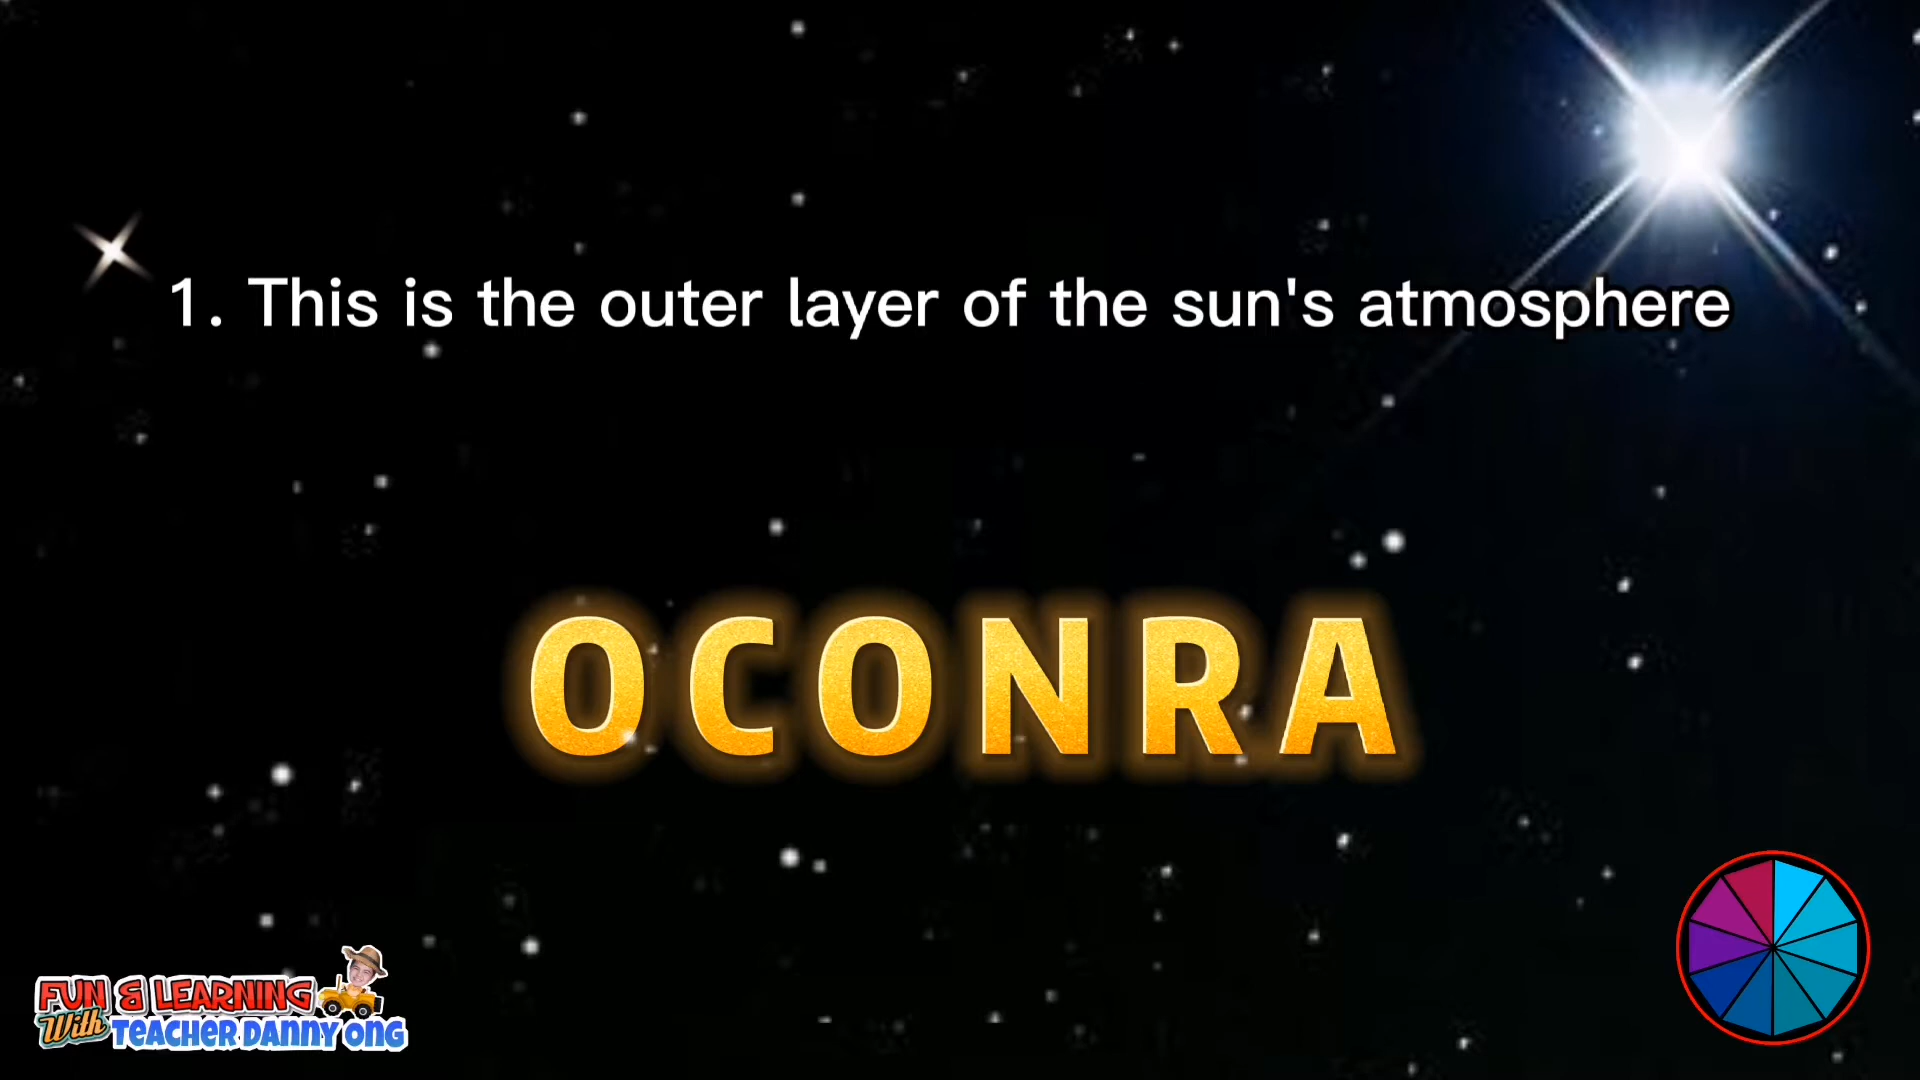 1. This is the outer layer of the sun's atmosphere
OCONRA
FUN & LEARNING
With TEACHER DANNY ONG